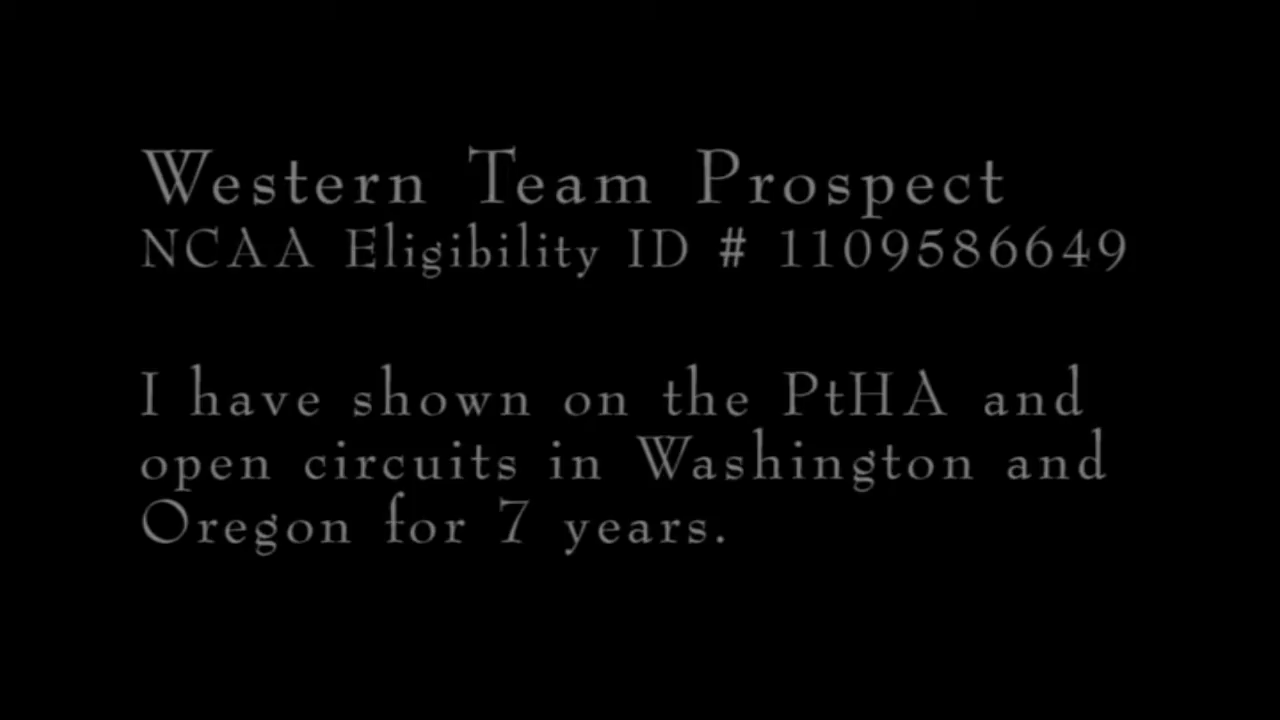 Western Team Prospect
NCAA Eligibility ID # 1109586649
I have shown on the PtHA and
open circuits in Washington and
Oregon for 7 years.